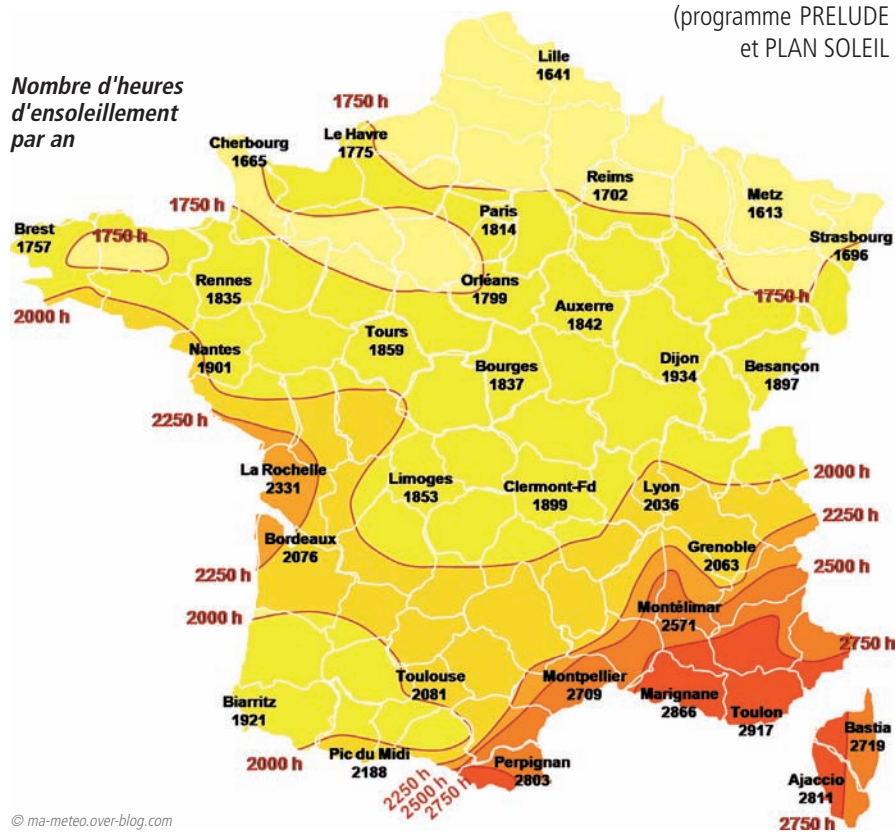 (programme PRELUDE
et PLAN SOLEIL
Nombre d'heures
d'ensoleillement
par an
Lille
1641
1750 h
Le Havre
1775
Cherbourg
1665
Reims
1702
Metz
1613
1750 h
Paris
1814
Brest
1757
1750 h
Strasbourg
1696
Rennes
1835
Orléans
1799
1750 h
2000 h
Auxerre
1842
Tours
1859
Nantes
1901
Bourges
1837
Dijon
1934
Besançon
1897
2250 h
La Rochelle
2331
Limoges
1853
Clermont-Fd
1899
Lyon
2036
2000 h
2250 h
Bordeaux
2076
Grenoble
2063
2250 h
2500 h
2000 h
Montélimar
2571
2750 h
Toulouse
2081
Montpellier
2709
Marignane
2866
Toulon
2917
Biarritz
1921
Bastia
2719
2000 h
Pic du Midi
2188
2250 h
2500 h
2750 h
Perpignan
2803
Ajaccio
2811
2750 h
© ma-meteo.over-blog.com